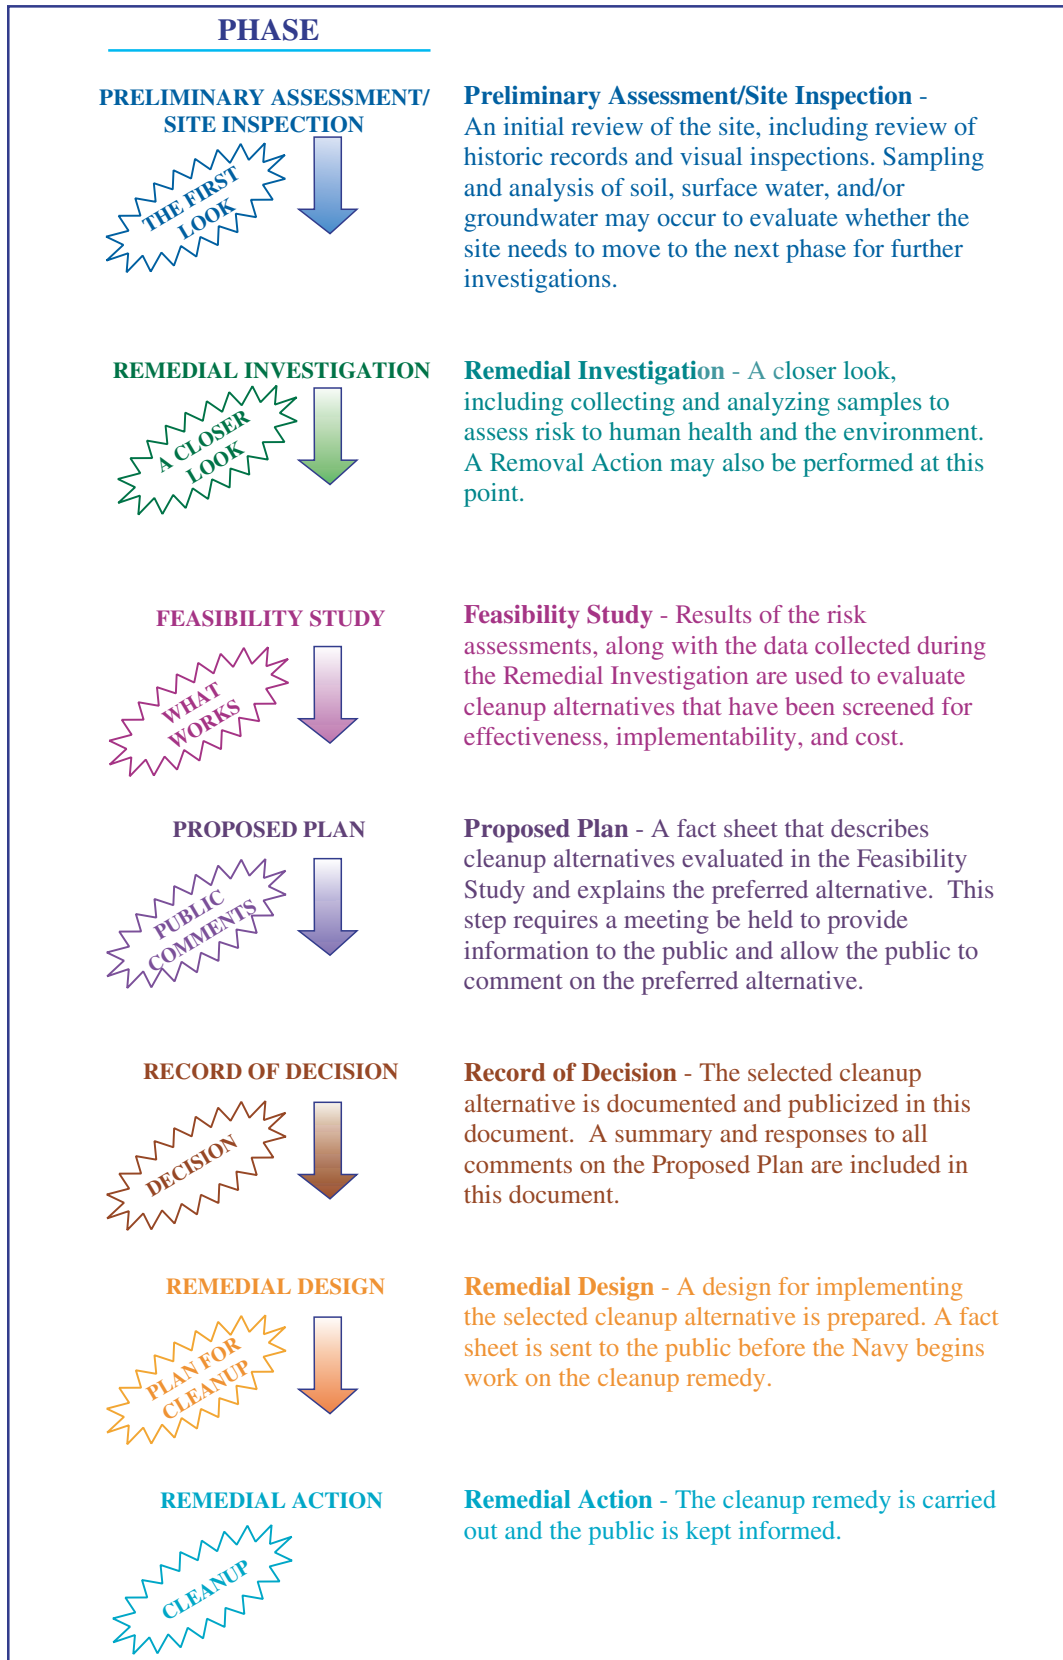 PHASE
PRELIMINARY ASSESSMENT/
SITE INSPECTION
THE FIRST
LOOK
Preliminary Assessment/Site Inspection -
An initial review of the site, including review of
historic records and visual inspections. Sampling
and analysis of soil, surface water, and/or
groundwater may occur to evaluate whether the
site needs to move to the next phase for further
investigations.
REMEDIAL INVESTIGATION
A CLOSER
LOOK
Remedial Investigation - A closer look,
including collecting and analyzing samples to
assess risk to human health and the environment.
A Removal Action may also be performed at this
point.
FEASIBILITY STUDY
WHAT
WORKS
Feasibility Study - Results of the risk
assessments, along with the data collected during
the Remedial Investigation are used to evaluate
cleanup alternatives that have been screened for
effectiveness, implementability, and cost.
PROPOSED PLAN
PUBLIC
COMMENTS
Proposed Plan - A fact sheet that describes
cleanup alternatives evaluated in the Feasibility
Study and explains the preferred alternative.  This
step requires a meeting be held to provide
information to the public and allow the public to
comment on the preferred alternative.
RECORD OF DECISION
DECISION
Record of Decision - The selected cleanup
alternative is documented and publicized in this
document.  A summary and responses to all
comments on the Proposed Plan are included in
this document.
REMEDIAL DESIGN
PLAN FOR
CLEANUP
Remedial Design - A design for implementing
the selected cleanup alternative is prepared. A fact
sheet is sent to the public before the Navy begins
work on the cleanup remedy.
REMEDIAL ACTION
CLEANUP
Remedial Action - The cleanup remedy is carried
out and the public is kept informed.